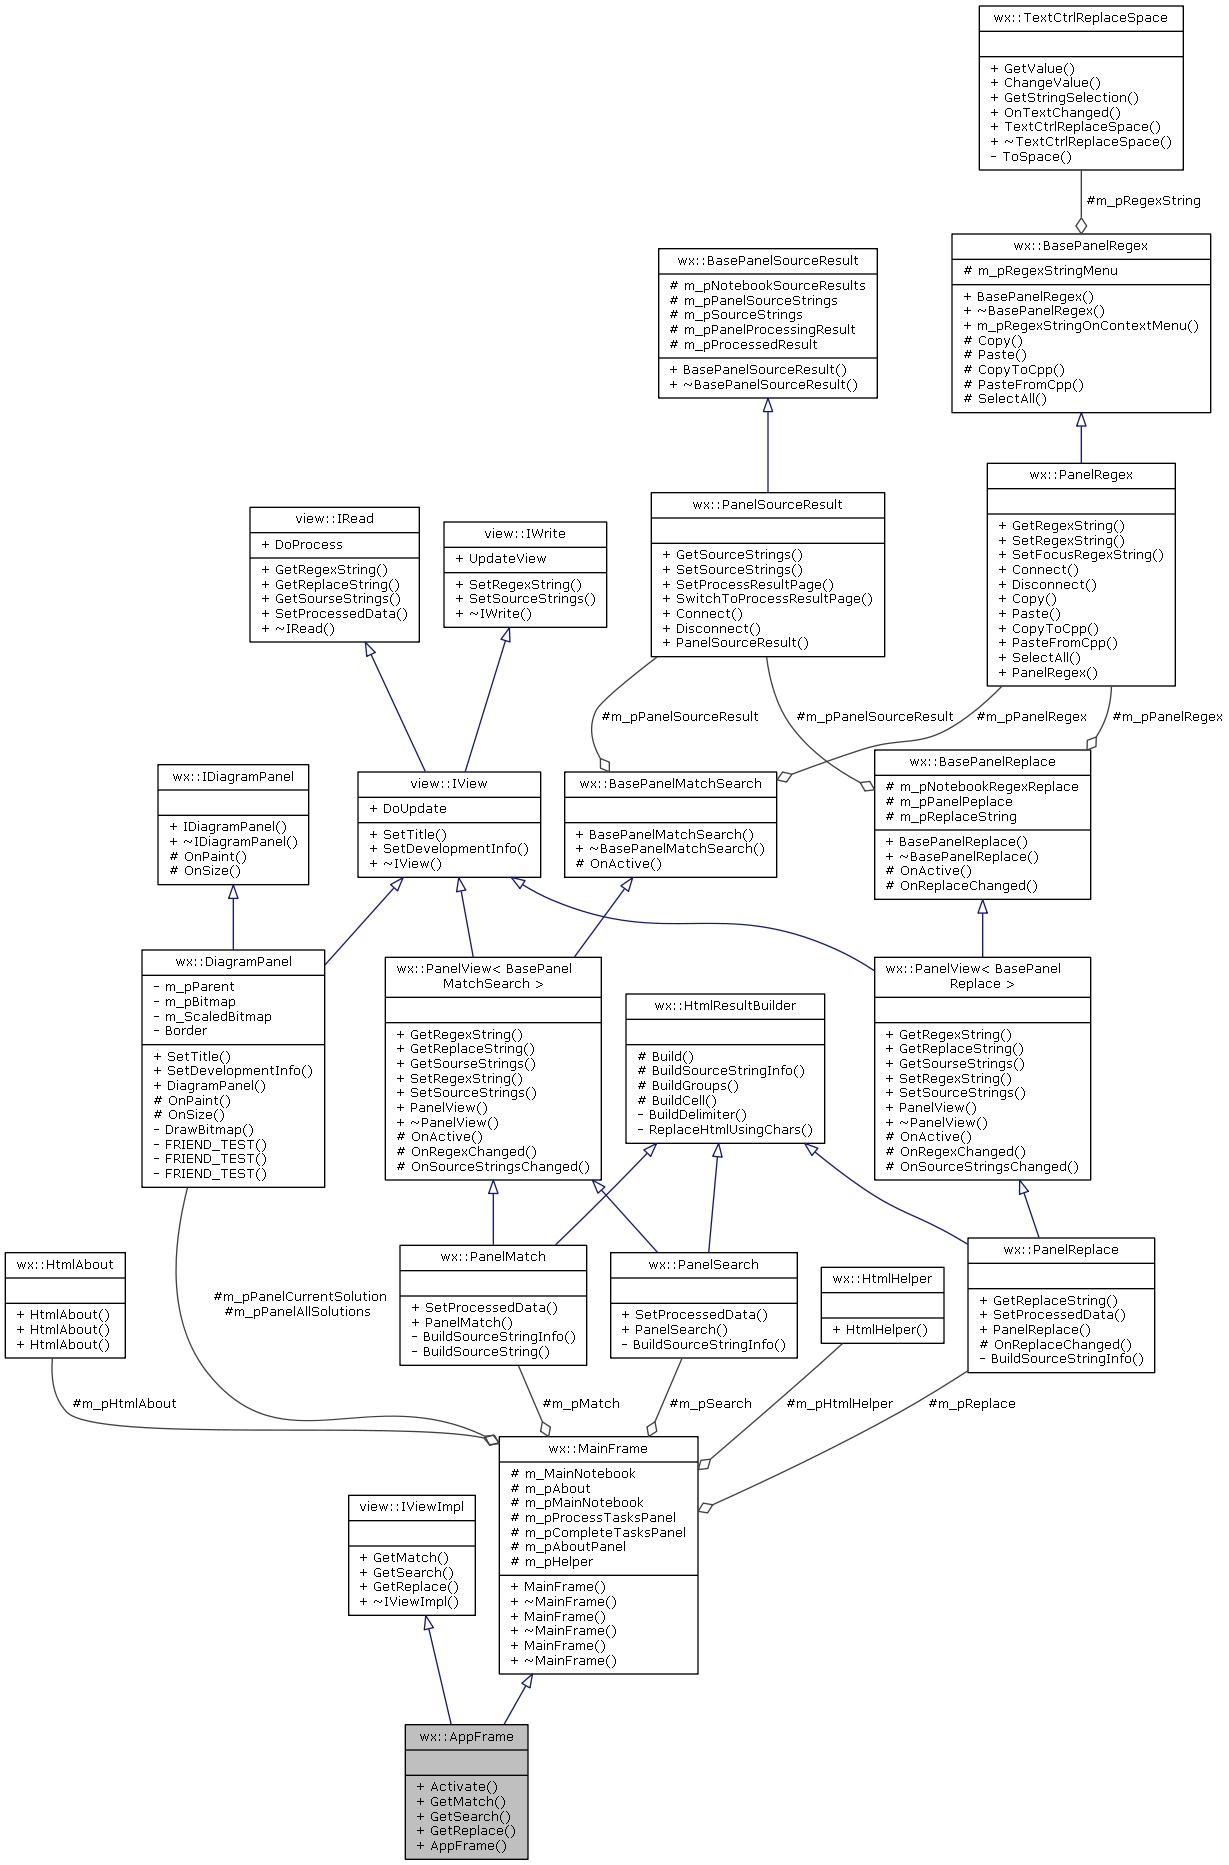 wx::TextCtrlReplaceSpace
+ GetValue()
+ ChangeValue()
+ GetStringSelection()
+ OnTextChanged()
+ TextCtrlReplaceSpace()
+ ~TextCtrlReplaceSpace()
- ToSpace()
#m_pRegexString
wx::BasePanelRegex
# m_pRegexStringMenu
+ BasePanelRegex()
+ ~BasePanelRegex()
+ m_pRegexStringOnContextMenu()
# Copy()
# Paste()
# CopyToCpp()
# PasteFromCpp()
# SelectAll()
wx::BasePanelSourceResult
# m_pNotebookSourceResults
# m_pPanelSourceStrings
# m_pSourceStrings
# m_pPanelProcessingResult
# m_pProcessedResult
+ BasePanelSourceResult()
+ ~BasePanelSourceResult()
wx::PanelRegex
+ GetRegexString()
+ SetRegexString()
+ SetFocusRegexString()
+ Connect()
+ Disconnect()
+ Copy()
+ Paste()
+ CopyToCpp()
+ PasteFromCpp()
+ SelectAll()
+ PanelRegex()
wx::PanelSourceResult
+ GetSourceStrings()
+ SetSourceStrings()
+ SetProcessResultPage()
+ SwitchToProcessResultPage()
+ Connect()
+ Disconnect()
+ PanelSourceResult()
view::IRead
+ DoProcess
+ GetRegexString()
+ GetReplaceString()
+ GetSourseStrings()
+ SetProcessedData()
+ ~IRead()
view::IWrite
+ UpdateView
+ SetRegexString()
+ SetSourceStrings()
+ ~IWrite()
#m_pPanelSourceResult
#m_pPanelSourceResult
#m_pPanelRegex
#m_pPanelRegex
wx::IDiagramPanel
+ IDiagramPanel()
+ ~IDiagramPanel()
# OnPaint()
# OnSize()
view::IView
+ DoUpdate
+ SetTitle()
+ SetDevelopmentInfo()
+ ~IView()
wx::BasePanelMatchSearch
+ BasePanelMatchSearch()
+ ~BasePanelMatchSearch()
# OnActive()
wx::BasePanelReplace
# m_pNotebookRegexReplace
# m_pPanelPeplace
# m_pReplaceString
+ BasePanelReplace()
+ ~BasePanelReplace()
# OnActive()
# OnReplaceChanged()
wx::DiagramPanel
- m_pParent
- m_pBitmap
- m_ScaledBitmap
- Border
+ SetTitle()
+ SetDevelopmentInfo()
+ DiagramPanel()
# OnPaint()
# OnSize()
- DrawBitmap()
- FRIEND_TEST()
- FRIEND_TEST()
- FRIEND_TEST()
wx::PanelView< BasePanel
MatchSearch >
+ GetRegexString()
+ GetReplaceString()
+ GetSourseStrings()
+ SetRegexString()
+ SetSourceStrings()
+ PanelView()
+ ~PanelView()
# OnActive()
# OnRegexChanged()
# OnSourceStringsChanged()
wx::HtmlResultBuilder
# Build()
# BuildSourceStringInfo()
# BuildGroups()
# BuildCell()
- BuildDelimiter()
- ReplaceHtmlUsingChars()
wx::PanelView< BasePanel
Replace >
+ GetRegexString()
+ GetReplaceString()
+ GetSourseStrings()
+ SetRegexString()
+ SetSourceStrings()
+ PanelView()
+ ~PanelView()
# OnActive()
# OnRegexChanged()
# OnSourceStringsChanged()
wx::HtmlAbout
+ HtmlAbout()
+ HtmlAbout()
+ HtmlAbout()
#m_pPanelCurrentSolution
#m_pPanelAllSolutions
wx::PanelMatch
+ SetProcessedData()
+ PanelMatch()
- BuildSourceStringInfo()
- BuildSourceString()
wx::PanelSearch
+ SetProcessedData()
+ PanelSearch()
- BuildSourceStringInfo()
wx::HtmlHelper
+ HtmlHelper()
wx::PanelReplace
+ GetReplaceString()
+ SetProcessedData()
+ PanelReplace()
# OnReplaceChanged()
- BuildSourceStringInfo()
#m_pHtmlAbout
#m_pMatch
#m_pSearch
#m_pHtmlHelper
#m_pReplace
wx::MainFrame
# m_MainNotebook
# m_pAbout
# m_pMainNotebook
# m_pProcessTasksPanel
# m_pCompleteTasksPanel
# m_pAboutPanel
# m_pHelper
+ MainFrame()
+ ~MainFrame()
+ MainFrame()
+ ~MainFrame()
+ MainFrame()
+ ~MainFrame()
view::IViewImpl
+ GetMatch()
+ GetSearch()
+ GetReplace()
+ ~IViewImpl()
wx::AppFrame
+ Activate()
+ GetMatch()
+ GetSearch()
+ GetReplace()
+ AppFrame()